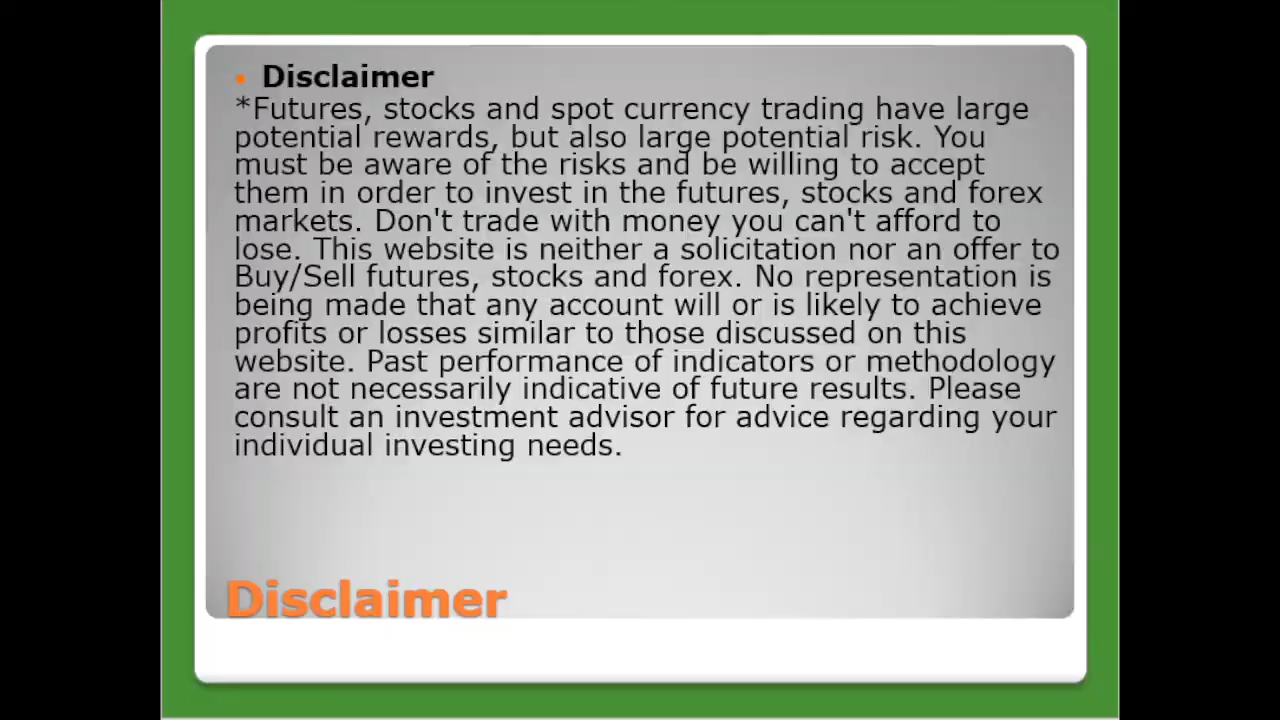 • Disclaimer
*Futures, stocks and spot currency trading have large
potential rewards, but also large potential risk. You
must be aware of the risks and be willing to accept
them in order to invest in the futures, stocks and forex
markets. Don't trade with money you can't afford to
lose. This website is neither a solicitation nor an offer to
Buy/Sell futures, stocks and forex. No representation is
being made that any account will or is likely to achieve
profits or losses similar to those discussed on this
website. Past performance of indicators or methodology
are not necessarily indicative of future results. Please
consult an investment advisor for advice regarding your
individual investing needs.
Disclaimer